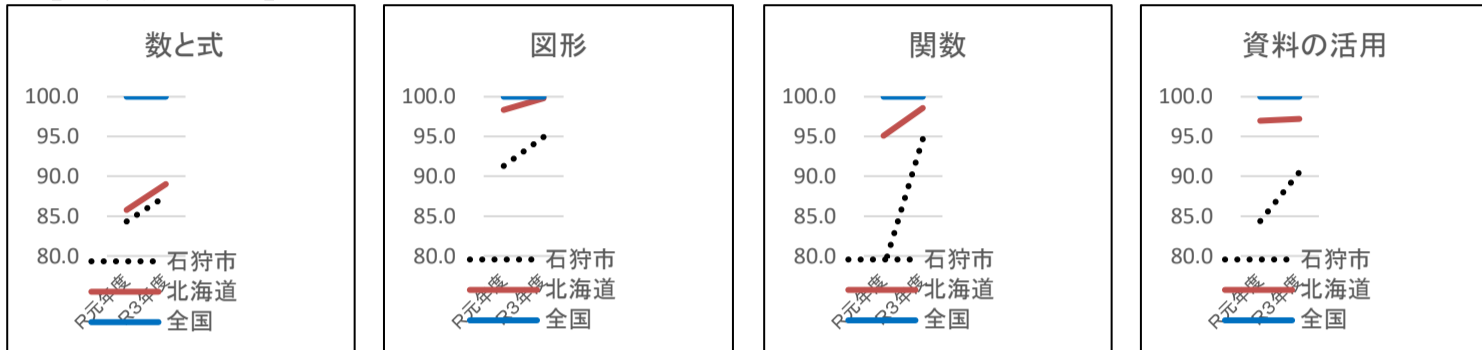 数と式
100.0
95.0
90.0
85.0
80.0
R元年度
R3年度
石狩市
北海道
全国
図形
100.0
95.0
90.0
85.0
80.0
R元年度
R3年度
石狩市
北海道
全国
関数
100.0
95.0
90.0
85.0
80.0
R元年度
R3年度
石狩市
北海道
全国
資料の活用
100.0
95.0
90.0
85.0
80.0
R元年度
R3年度
石狩市
北海道
全国